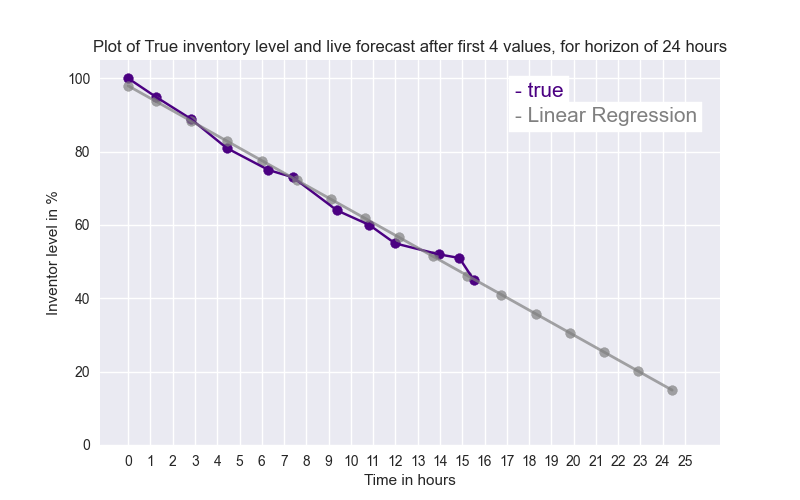 Plot of True inventory level and live forecast after first 4 values, for horizon of 24 hours
- true
- Linear Regression
100
80
60
40
20
0
Inventor level in %
0 1 2 3 4 5 6 7 8 9 10 11 12 13 14 15 16 17 18 19 20 21 22 23 24 25
Time in hours